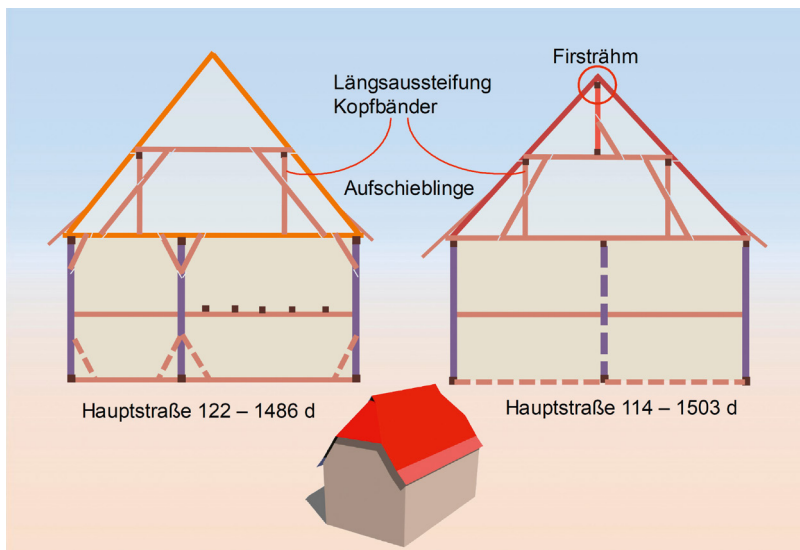 Firsträhm
Längsaussteifung
Kopfbänder
Aufschieblinge
Hauptstraße 122 – 1486 d
Hauptstraße 114 – 1503 d